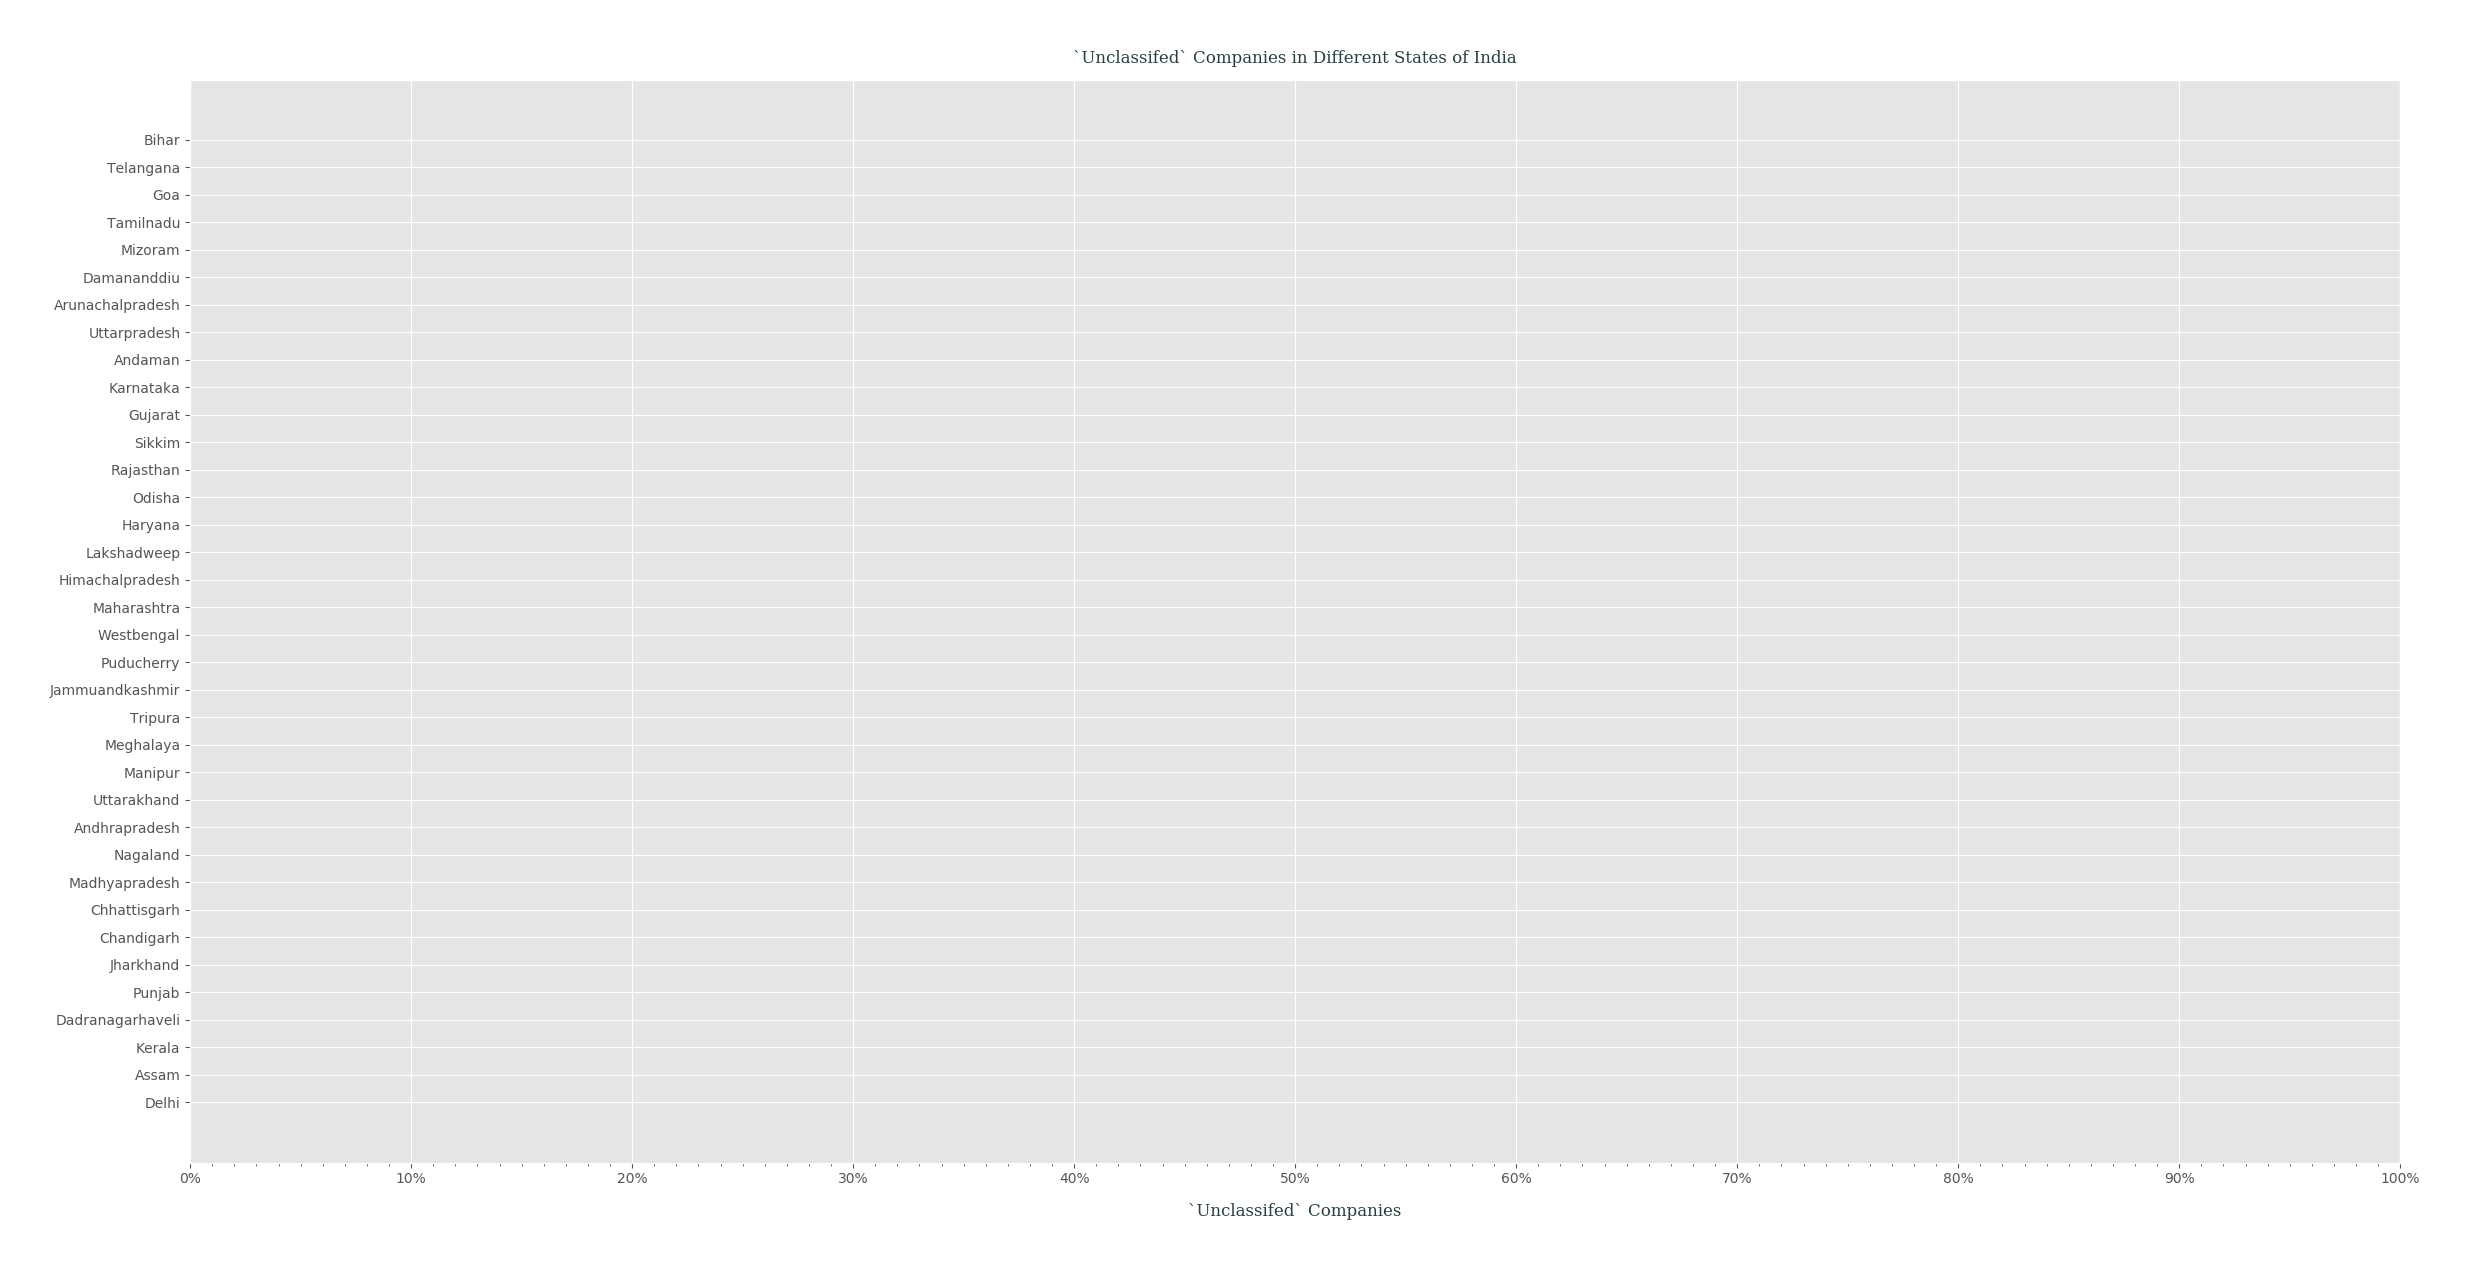 `Unclassifed` Companies in Different States of India
Bihar
Telangana
Goa
Tamilnadu
Mizoram
Damananddiu
Arunachalpradesh
Uttarpradesh
Andaman
Karnataka
Gujarat
Sikkim
Rajasthan
Odisha
Haryana
Lakshadweep
Himachalpradesh
Maharashtra
Westbengal
Puducherry
Jammuandkashmir
Tripura
Meghalaya
Manipur
Uttarakhand
Andhrapradesh
Nagaland
Madhyapradesh
Chhattisgarh
Chandigarh
Jharkhand
Punjab
Dadranagarhaveli
Kerala
Assam
Delhi
0% 10% 20% 30% 40% 50% 60% 70% 80% 90% 100%
`Unclassifed` Companies